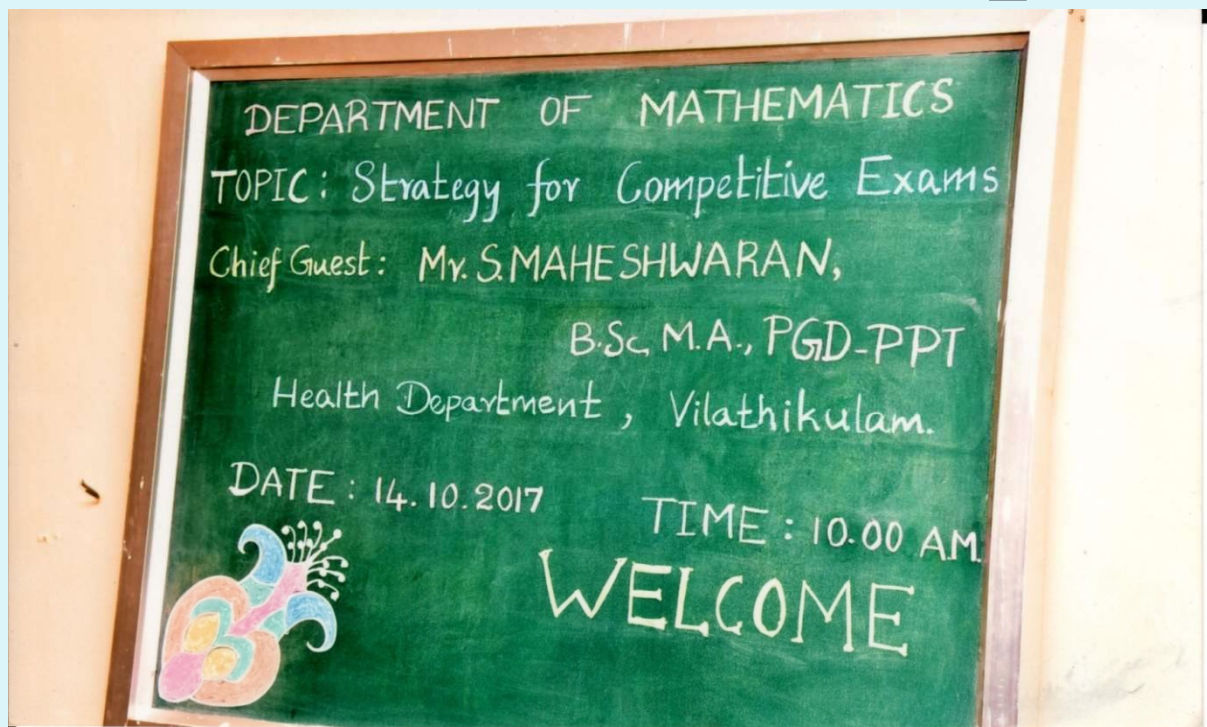 DEPARTMENT OF MATHEMATICS
TOPIC: Strategy for Competitive Exams
Chief Guest: Mr. S. MAHESHWARAN,
B.Sc, M.A., PGD-PPT
Health Department, Vilathikulam.
DATE: 14.10.2017
TIME: 10.00 A.M.
WELCOME